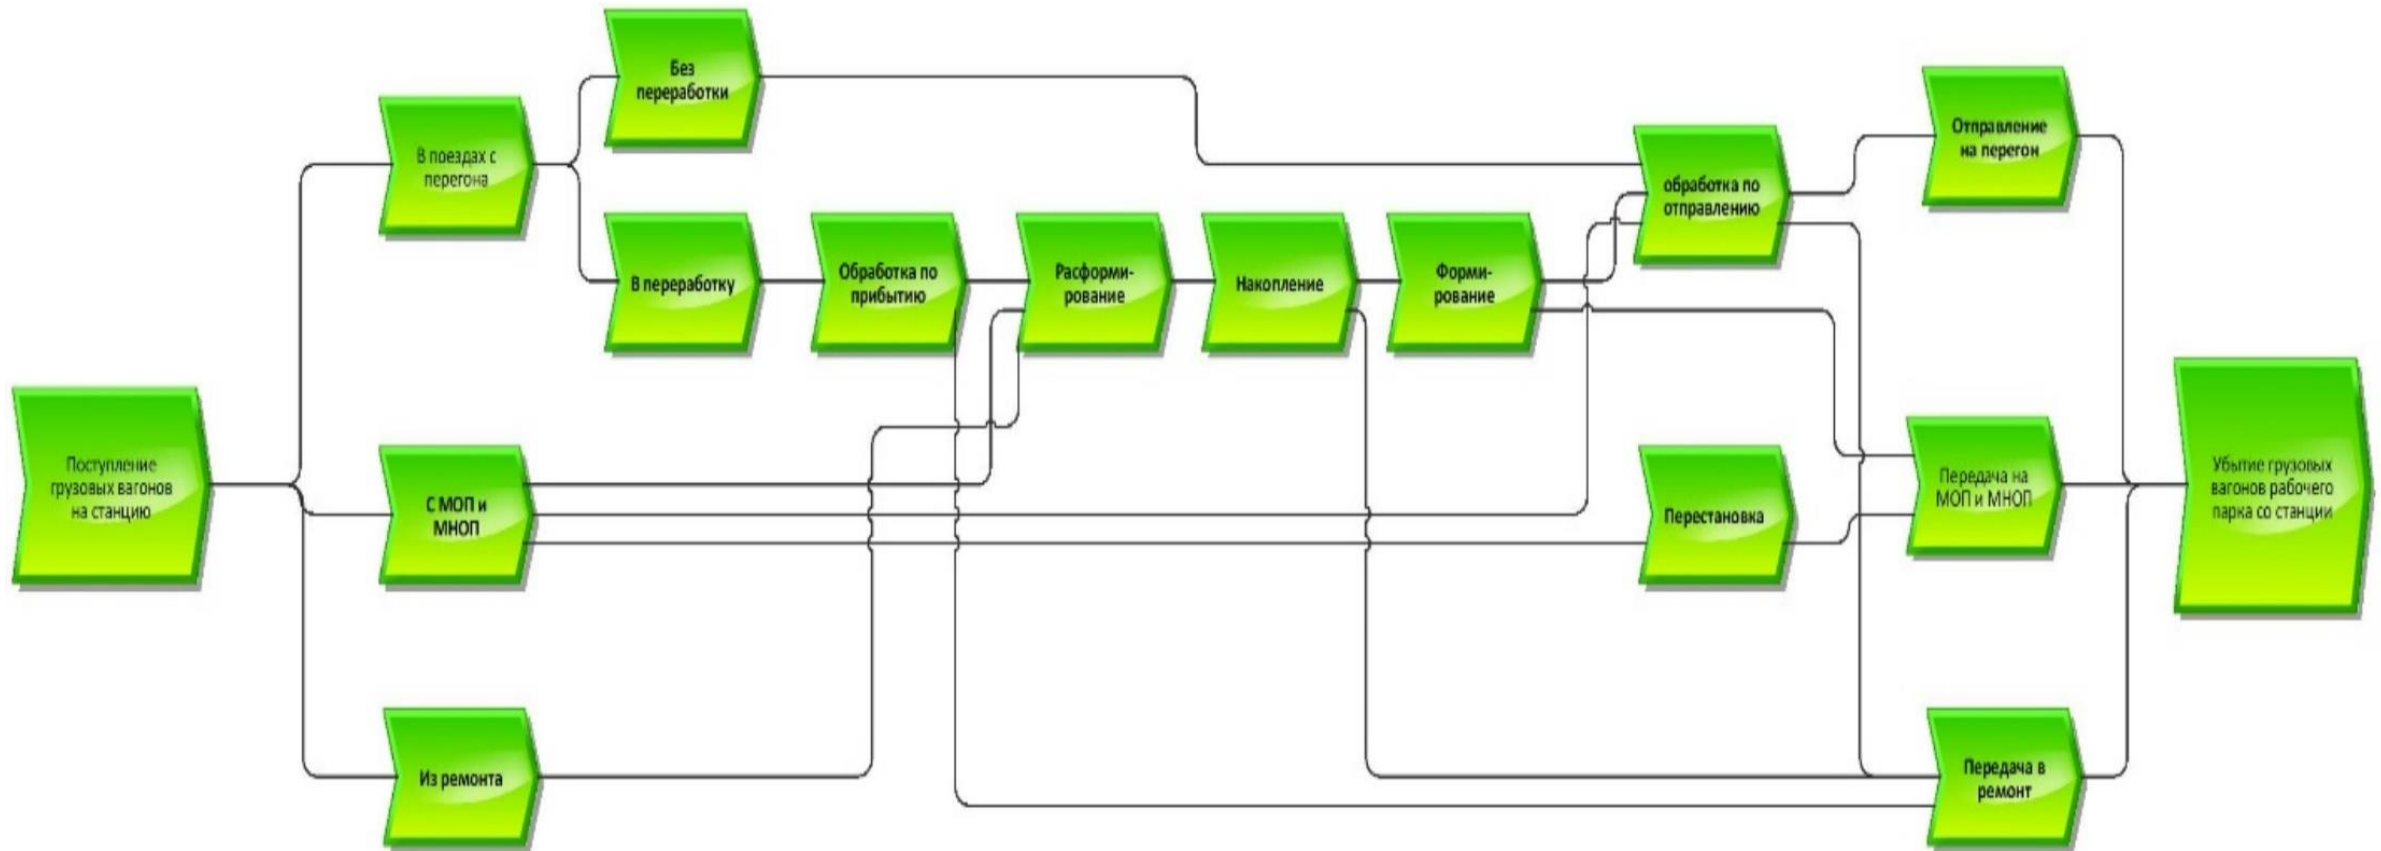 Без
переработки
В поездах с
перегона
Отправление
на перегон
обработка по
отправлению
В переработку
Обработка по
прибытию
Расформи-
рование
Накопление
Форми-
рование
Поступление
грузовых вагонов
на станцию
С МОП и
МНОП
Перестановка
Передача на
МОП и МНОП
Убытие грузовых
вагонов рабочего
парка со станции
Из ремонта
Передача в
ремонт